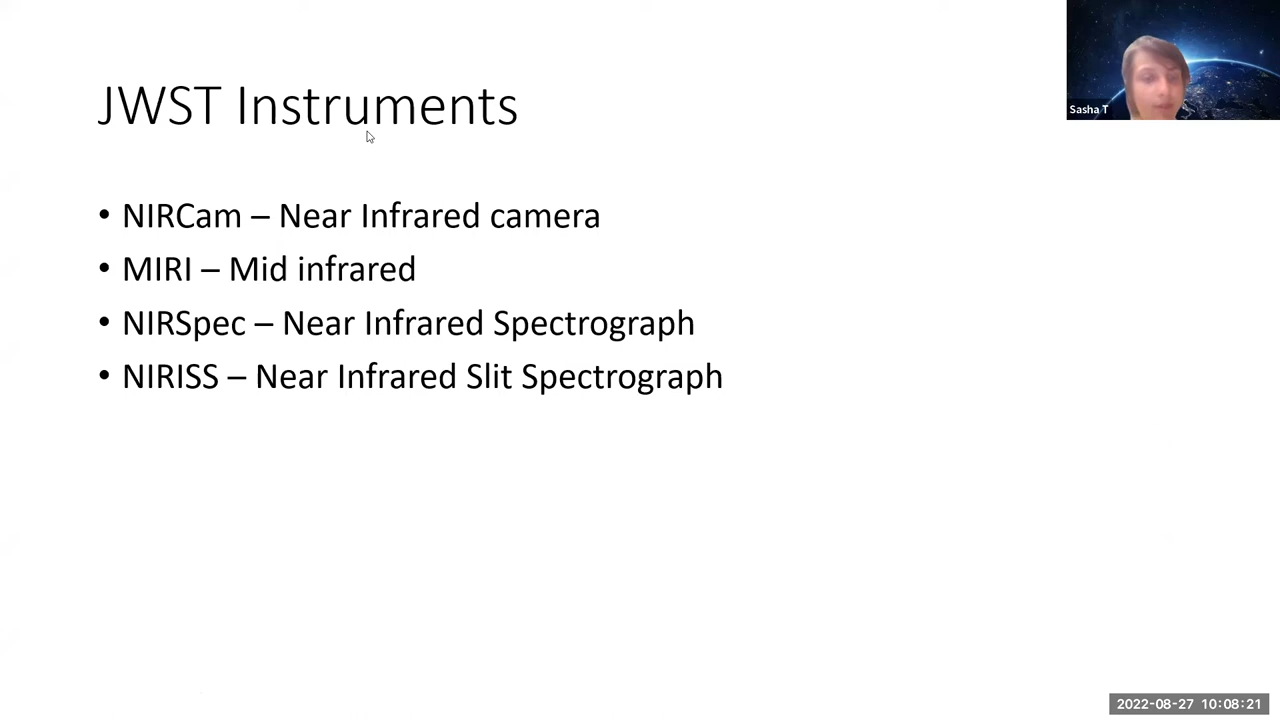 JWST Instruments
Sasha T
• NIRCam – Near Infrared camera
• MIRI – Mid infrared
• NIRSpec – Near Infrared Spectrograph
• NIRISS – Near Infrared Slit Spectrograph
2022-08-27 10:08:21